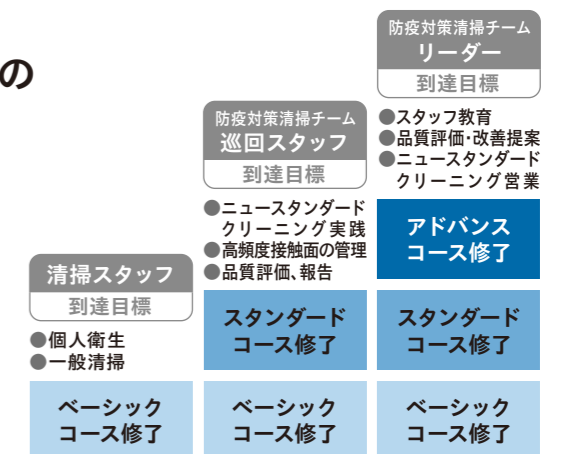 の
防疫対策清掃チーム
リーダー
到達目標
●スタッフ教育
●品質評価・改善提案
●ニュースタンダード
クリーニング営業
アドバンス
コース修了
スタンダード
コース修了
ベーシック
コース修了
防疫対策清掃チーム
巡回スタッフ
到達目標
●ニュースタンダード
クリーニング実践
●高頻度接触面の管理
●品質評価、報告
スタンダード
コース修了
ベーシック
コース修了
清掃スタッフ
到達目標
●個人衛生
●一般清掃
ベーシック
コース修了